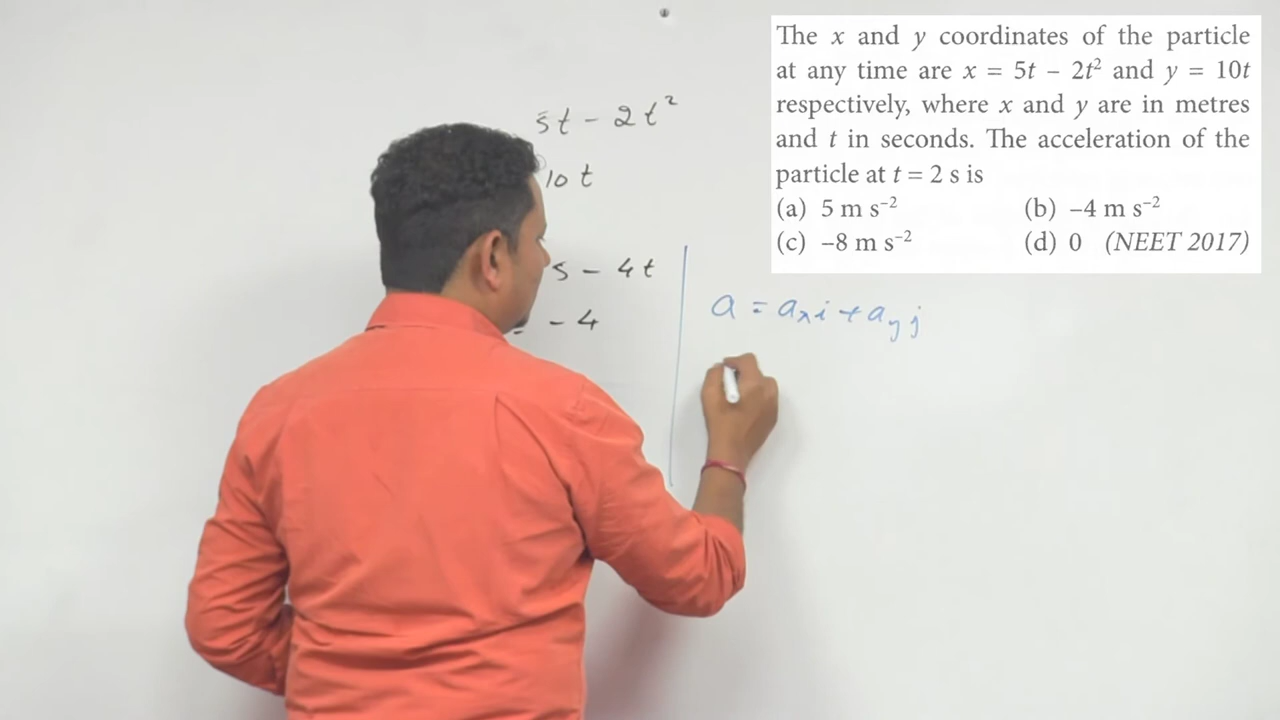 5t - 2t²
10 t
5 - 4t
= - 4
a = aₓi + aᵧj
The x and y coordinates of the particle
at any time are x = 5t – 2t² and y = 10t
respectively, where x and y are in metres
and t in seconds. The acceleration of the
particle at t = 2 s is
(a) 5 m s⁻² (b) –4 m s⁻²
(c) –8 m s⁻² (d) 0 (NEET 2017)